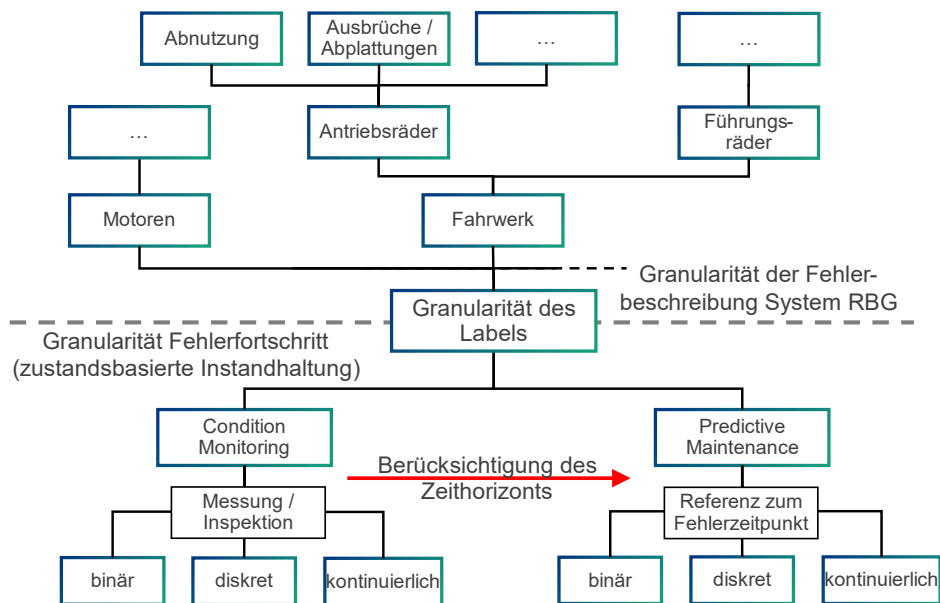 Abnutzung
Ausbrüche /
Abplattungen
…
…
…
Antriebsräder
Führungs-
räder
Motoren
Fahrwerk
Granularität der Fehler-
beschreibung System RBG
Granularität des
Labels
Granularität Fehlerfortschritt
(zustandsbasierte Instandhaltung)
Condition
Monitoring
Predictive
Maintenance
Berücksichtigung des
Zeithorizonts
Messung /
Inspektion
Referenz zum
Fehlerzeitpunkt
binär
diskret
kontinuierlich
binär
diskret
kontinuierlich